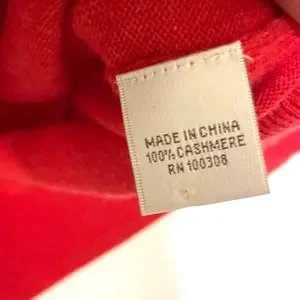 MADE IN CHINA
100% CASHMERE
RN 100308